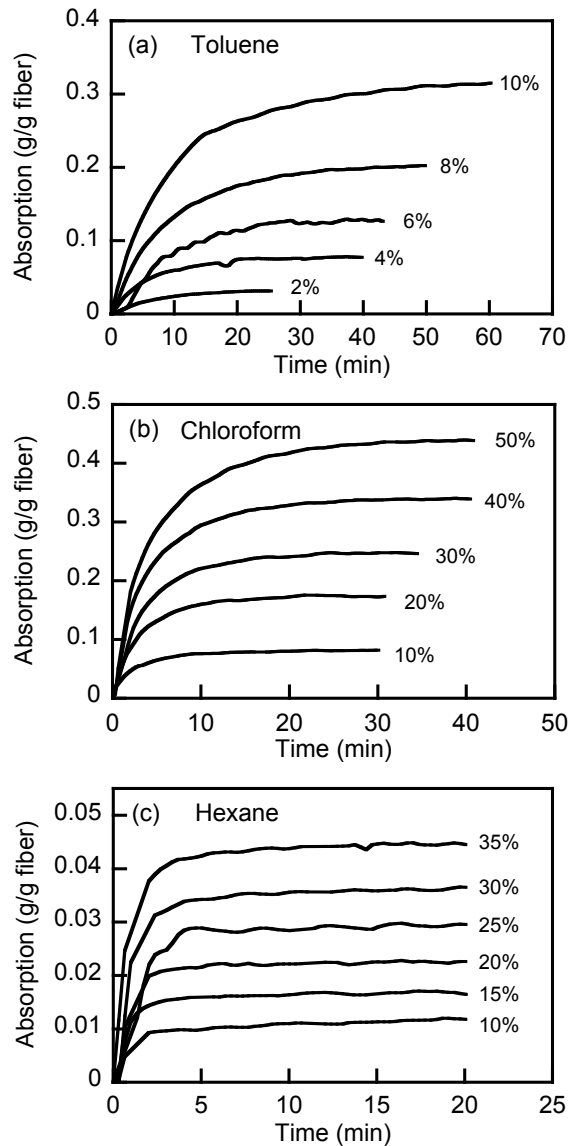 (a) Toluene
Absorption (g/g fiber)
0.4
0.3
0.2
0.1
0
10%
8%
6%
4%
2%
0 10 20 30 40 50 60 70
Time (min)
(b) Chloroform
Absorption (g/g fiber)
0.5
0.4
0.3
0.2
0.1
0
50%
40%
30%
20%
10%
0 10 20 30 40 50
Time (min)
(c) Hexane
Absorption (g/g fiber)
0.05
0.04
0.03
0.02
0.01
0
35%
30%
25%
20%
15%
10%
0 5 10 15 20 25
Time (min)